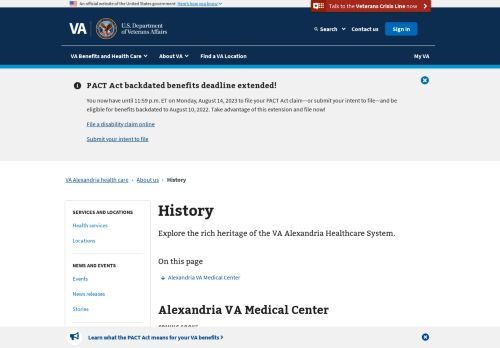 An official website of the United States government Here's how you know
Talk to the Veterans Crisis Line now
VA
U.S. Department
of Veterans Affairs
Search
Contact us
Sign in
VA Benefits and Health Care
About VA
Find a VA Location
My VA
PACT Act backdated benefits deadline extended!
You now have until 11:59 p.m. ET on Monday, August 14, 2023 to file your PACT Act claim—or submit your intent to file—and be
eligible for benefits backdated to August 10, 2022. Take advantage of this extension and file now!
File a disability claim online
Submit your intent to file
VA Alexandria health care › About us › History
SERVICES AND LOCATIONS
Health services
Locations
NEWS AND EVENTS
Events
News releases
Stories
History
Explore the rich heritage of the VA Alexandria Healthcare System.
On this page
Alexandria VA Medical Center
Alexandria VA Medical Center
Learn what the PACT Act means for your VA benefits